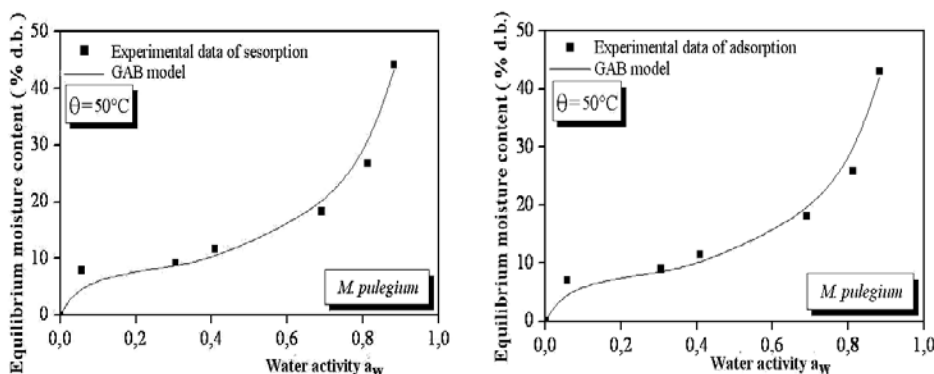 Equilibrium moisture content ( % d.b.)
50
40
30
20
10
0
Experimental data of sesorption
GAB model
θ=50°C
M. pulegium
0,0
0,2
0,4
0,6
0,8
1,0
Water activity aw
Equilibrium moisture content ( % d.b.)
50
40
30
20
10
0
Experimental data of adsorption
GAB model
θ=50°C
M. pulegium
0,0
0,2
0,4
0,6
0,8
1,0
Water activity aw